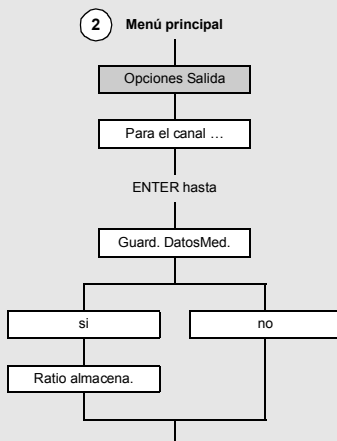 2 Menú principal
Opciones Salida
Para el canal …
ENTER hasta
Guard. DatosMed.
si no
Ratio almacena.